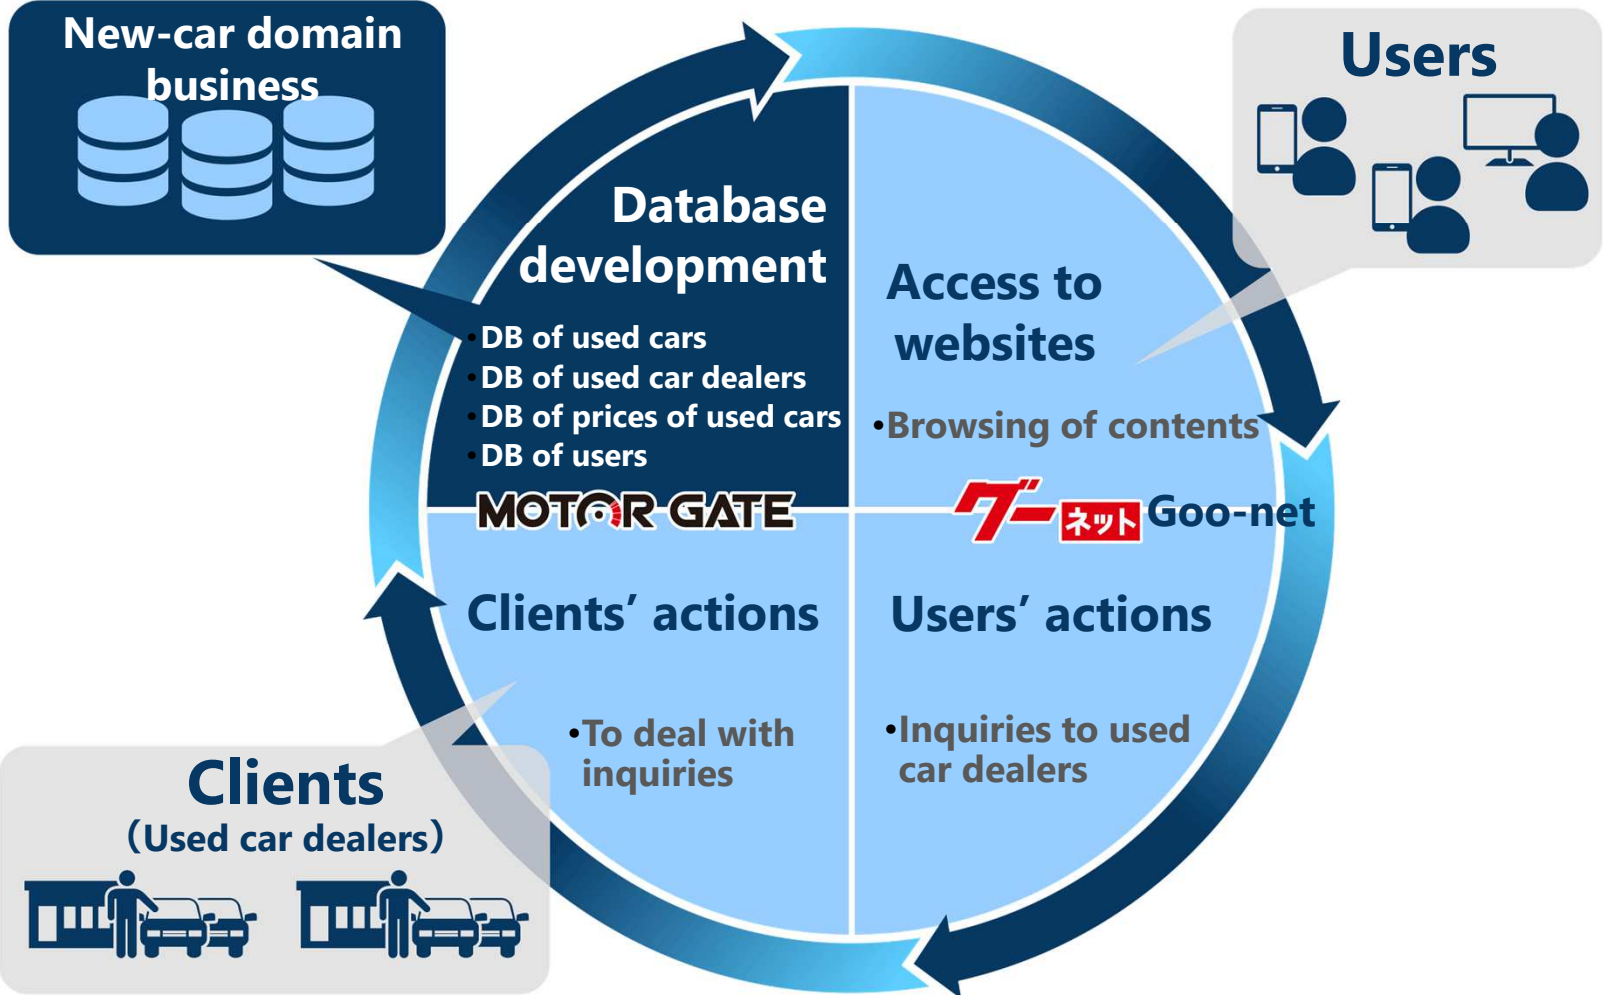 New-car domain
business
Users
Database
development
•DB of used cars
•DB of used car dealers
•DB of prices of used cars
•DB of users
Access to
websites
•Browsing of contents
MOTOR GATE
グーネット Goo-net
Clients’ actions
•To deal with
inquiries
Users’ actions
•Inquiries to used
car dealers
Clients
（Used car dealers）